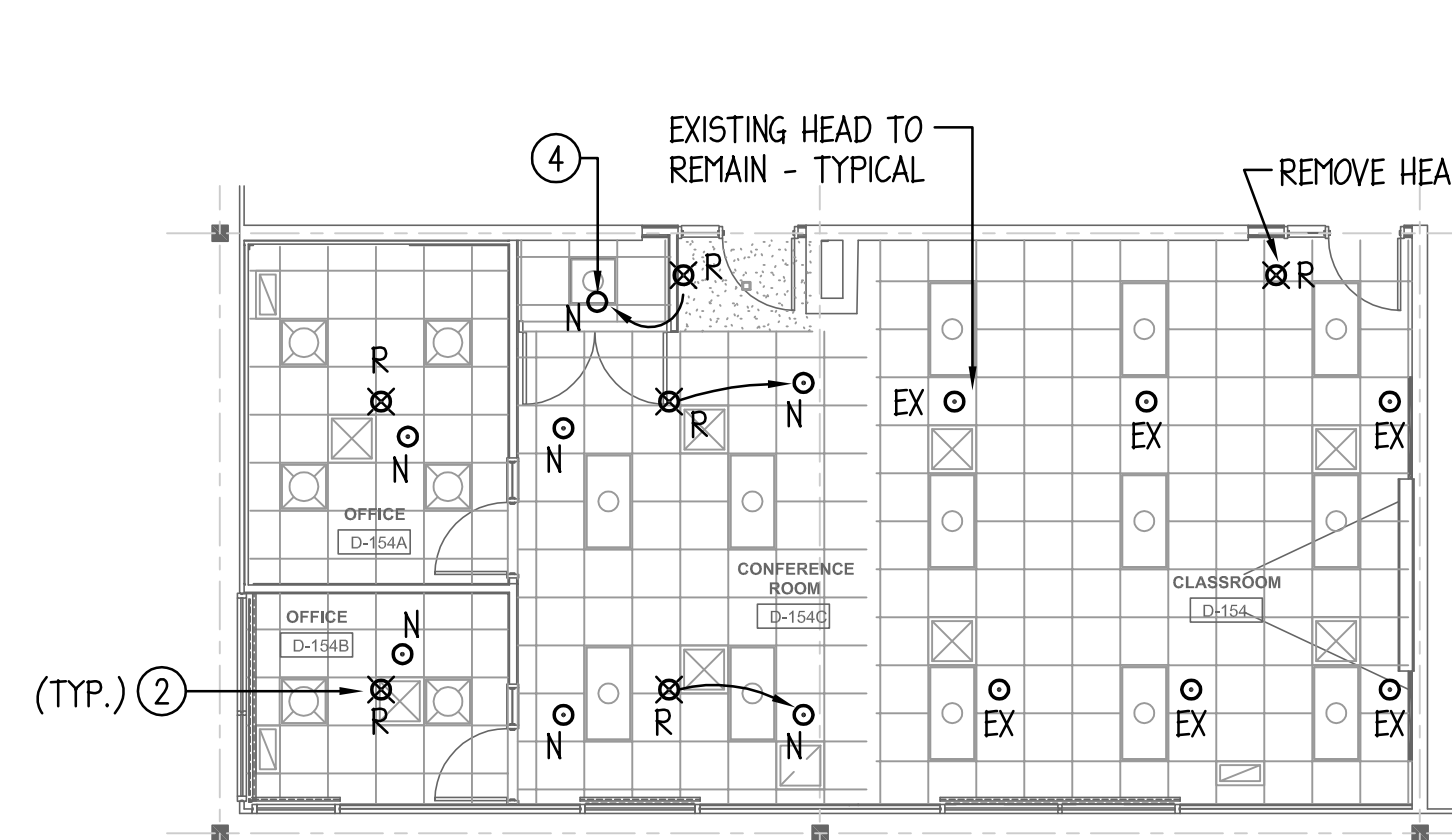 EXISTING HEAD TO
REMAIN - TYPICAL
4
REMOVE HEA
R
R
N
R
N
R
N
EX
EX
EX
N
N
OFFICE
D-154A
CONFERENCE
ROOM
D-154C
CLASSROOM
D-154
OFFICE
D-154B
N
(TYP.) 2
R
R
N
N
EX
EX
EX